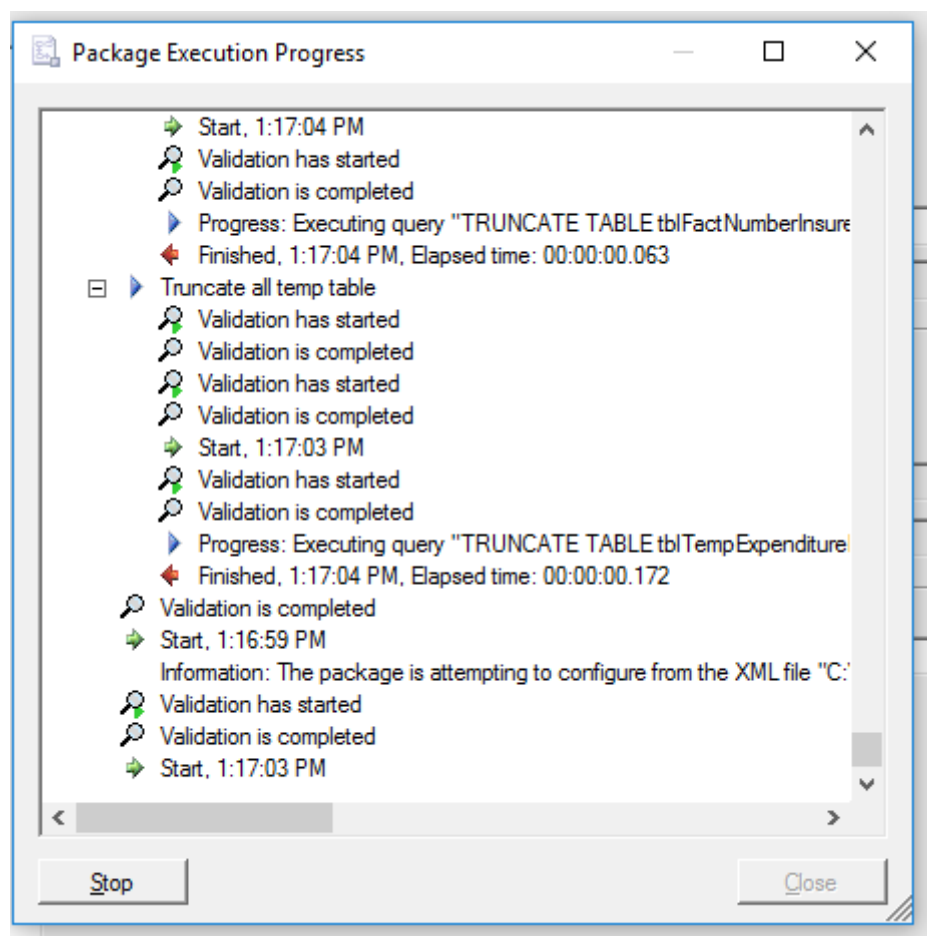 Package Execution Progress
Start, 1:17:04 PM
Validation has started
Validation is completed
Progress: Executing query "TRUNCATE TABLE tblFactNumberInsure
Finished, 1:17:04 PM, Elapsed time: 00:00:00.063
Truncate all temp table
Validation has started
Validation is completed
Validation has started
Validation is completed
Start, 1:17:03 PM
Validation has started
Validation is completed
Progress: Executing query "TRUNCATE TABLE tblTempExpenditure
Finished, 1:17:04 PM, Elapsed time: 00:00:00.172
Validation is completed
Start, 1:16:59 PM
Information: The package is attempting to configure from the XML file "C:
Validation has started
Validation is completed
Start, 1:17:03 PM
Stop
Close